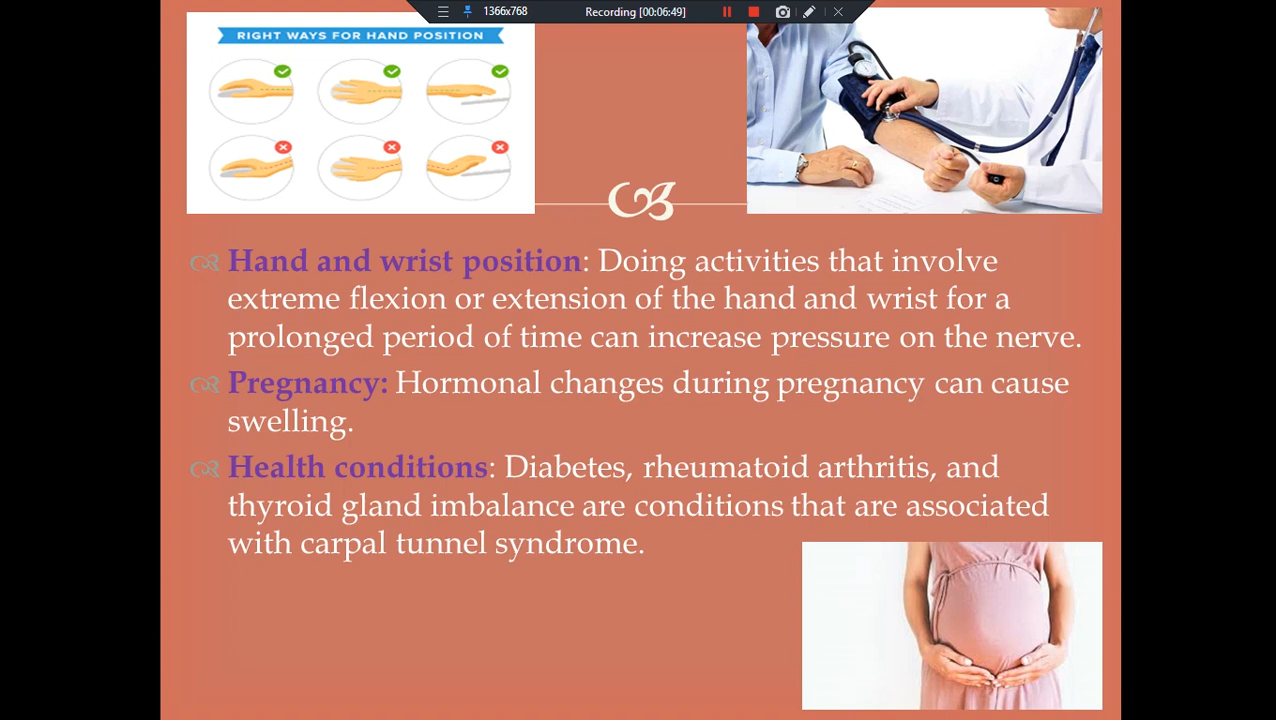 1366x768
Recording [00:06:49]
RIGHT WAYS FOR HAND POSITION
Hand and wrist position: Doing activities that involve
extreme flexion or extension of the hand and wrist for a
prolonged period of time can increase pressure on the nerve.
Pregnancy: Hormonal changes during pregnancy can cause
swelling.
Health conditions: Diabetes, rheumatoid arthritis, and
thyroid gland imbalance are conditions that are associated
with carpal tunnel syndrome.